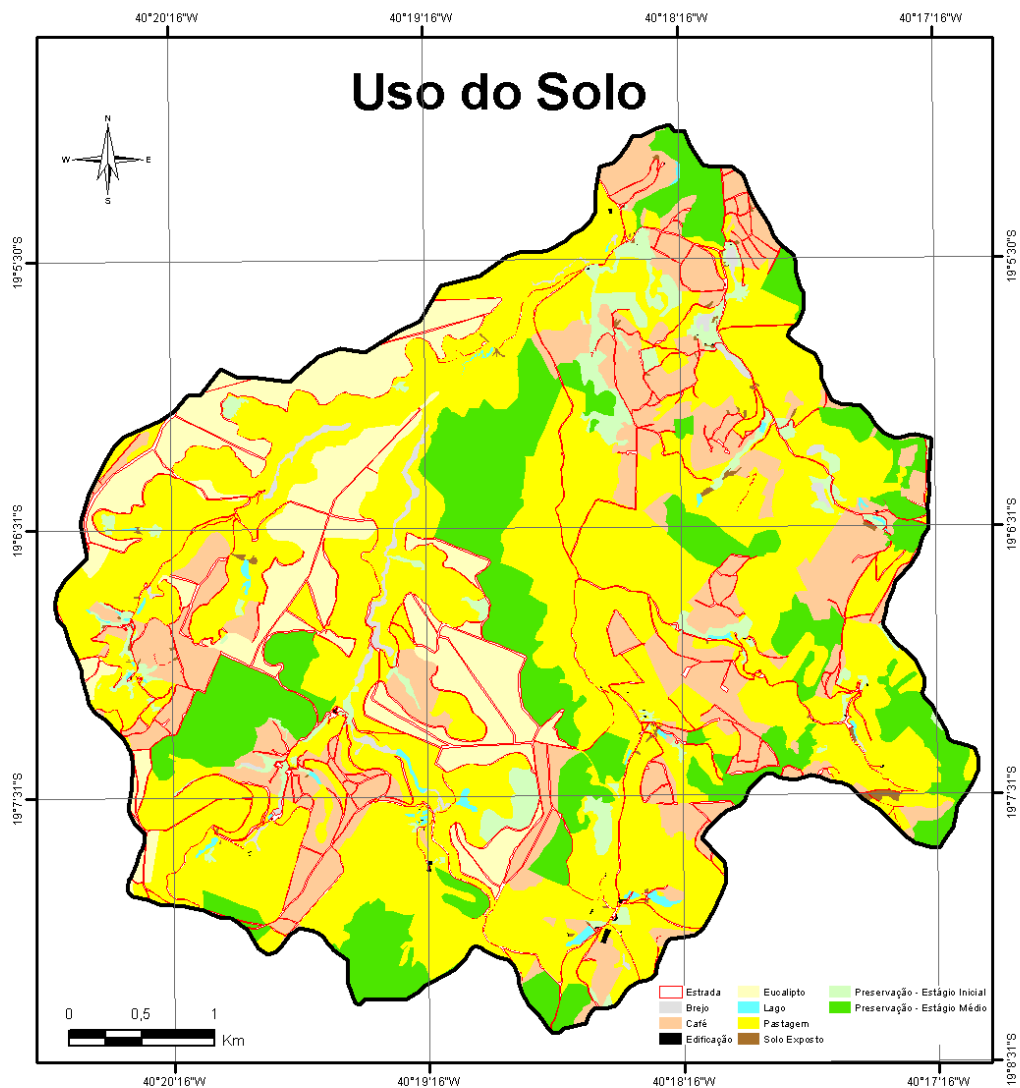 40°20'16"W 40°19'16"W 40°18'16"W 40°17'16"W
Uso do Solo
N
W E
S
19°5'30"S 19°5'30"S
19°6'31"S 19°6'31"S
19°7'31"S 19°7'31"S
Estrada Eucalipto Preservação - Estágio Inicial
Brejo Lago Preservação - Estágio Médio
Café Pastagem
Edificação Solo Exposto
0 0,5 1
Km
19°8'31"S
40°20'16"W 40°19'16"W 40°18'16"W 40°17'16"W